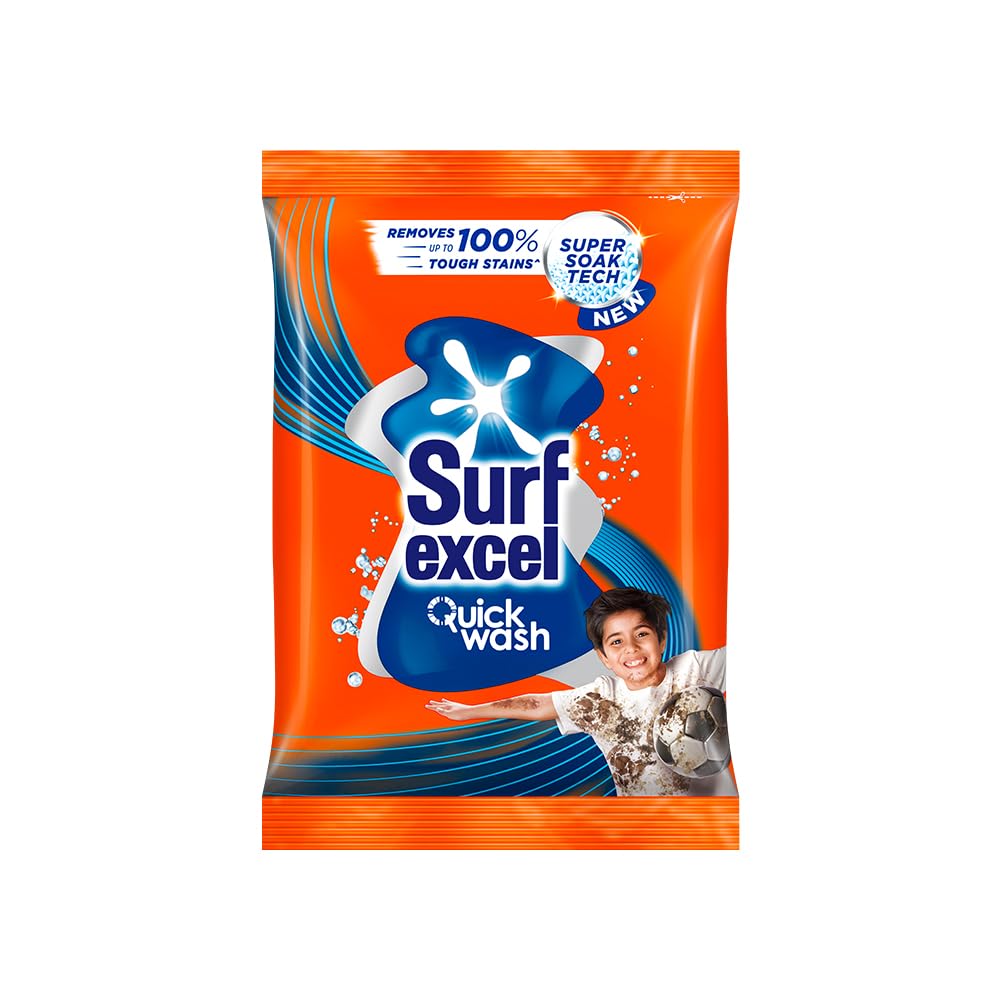 REMOVES
UP TO 100%
TOUGH STAINS^
SUPER
SOAK
TECH
NEW
Surf
excel
Quick
wash